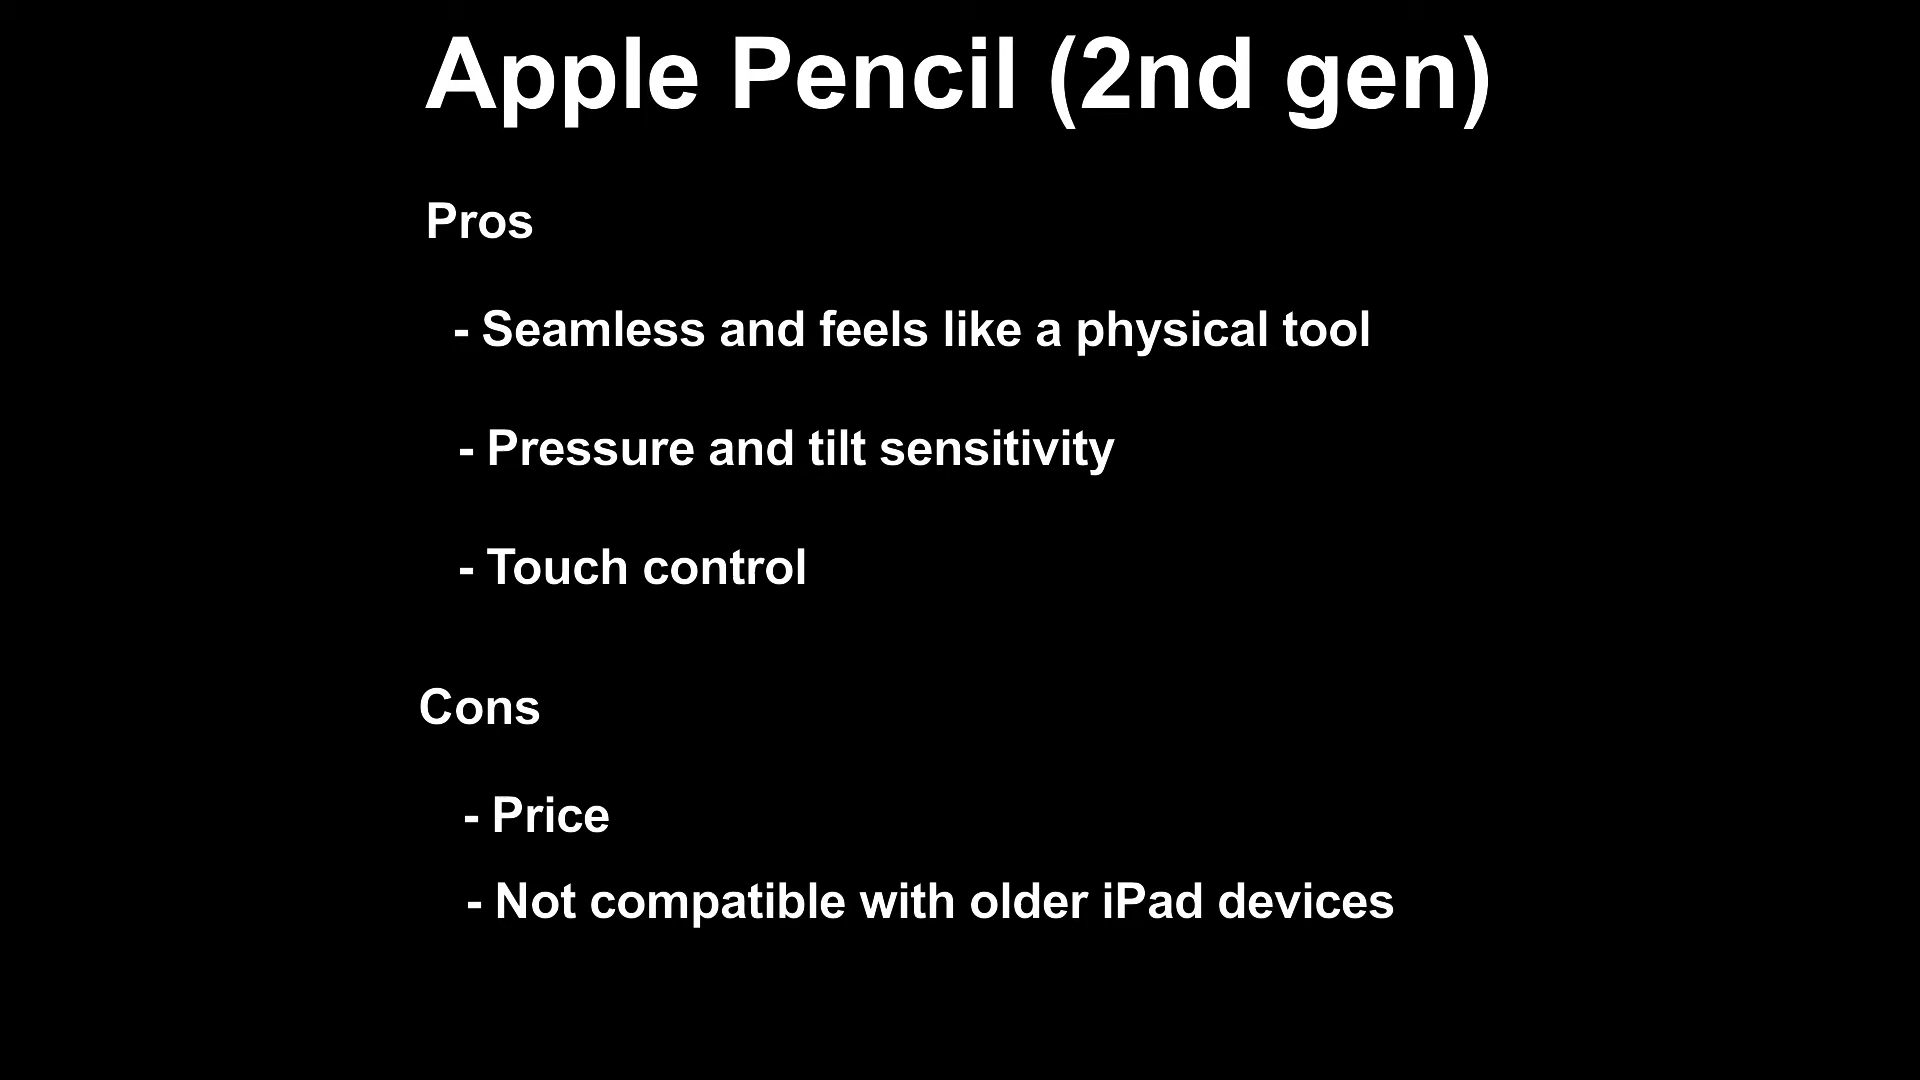 Apple Pencil (2nd gen)
Pros
- Seamless and feels like a physical tool
- Pressure and tilt sensitivity
- Touch control
Cons
- Price
- Not compatible with older iPad devices